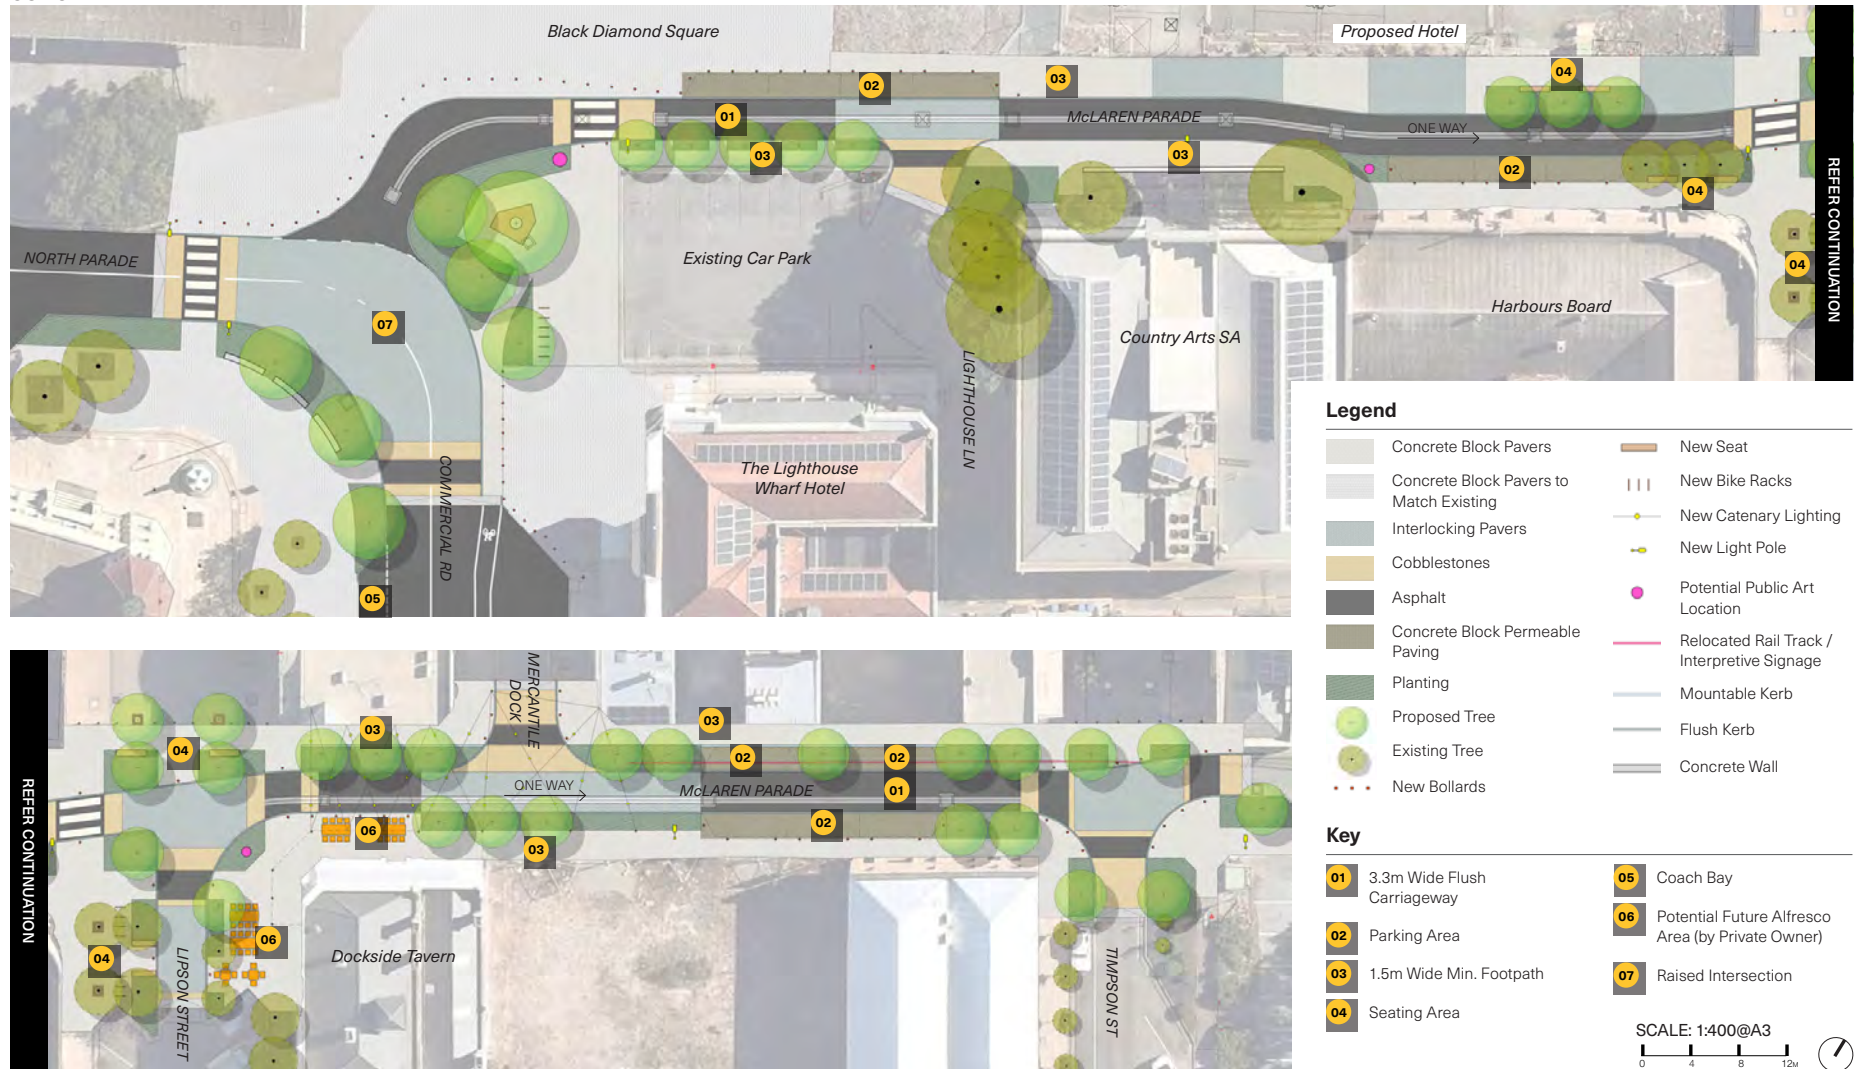 Black Diamond Square
Proposed Hotel
02
03
04
01
McLAREN PARADE
ONE WAY
03
03
02
04
NORTH PARADE
Existing Car Park
04
REFER CONTINUATION
07
Harbours Board
Country Arts SA
LIGHTHOUSE LN
The Lighthouse
Wharf Hotel
COMMERCIAL RD
05
Legend
Concrete Block Pavers
Concrete Block Pavers to
Match Existing
Interlocking Pavers
Cobblestones
Asphalt
Concrete Block Permeable
Paving
Planting
Proposed Tree
Existing Tree
New Bollards
New Seat
New Bike Racks
New Catenary Lighting
New Light Pole
Potential Public Art
Location
Relocated Rail Track /
Interpretive Signage
Mountable Kerb
Flush Kerb
Concrete Wall
MERCANTILE
DOCK
03
03
04
02
02
ONE WAY
McLAREN PARADE
01
REFER CONTINUATION
06
02
03
06
04
LIPSON STREET
Dockside Tavern
TIMPSON ST
Key
01
3.3m Wide Flush
Carriageway
02
Parking Area
03
1.5m Wide Min. Footpath
04
Seating Area
05
Coach Bay
06
Potential Future Alfresco
Area (by Private Owner)
07
Raised Intersection
SCALE: 1:400@A3
0 4 8 12M